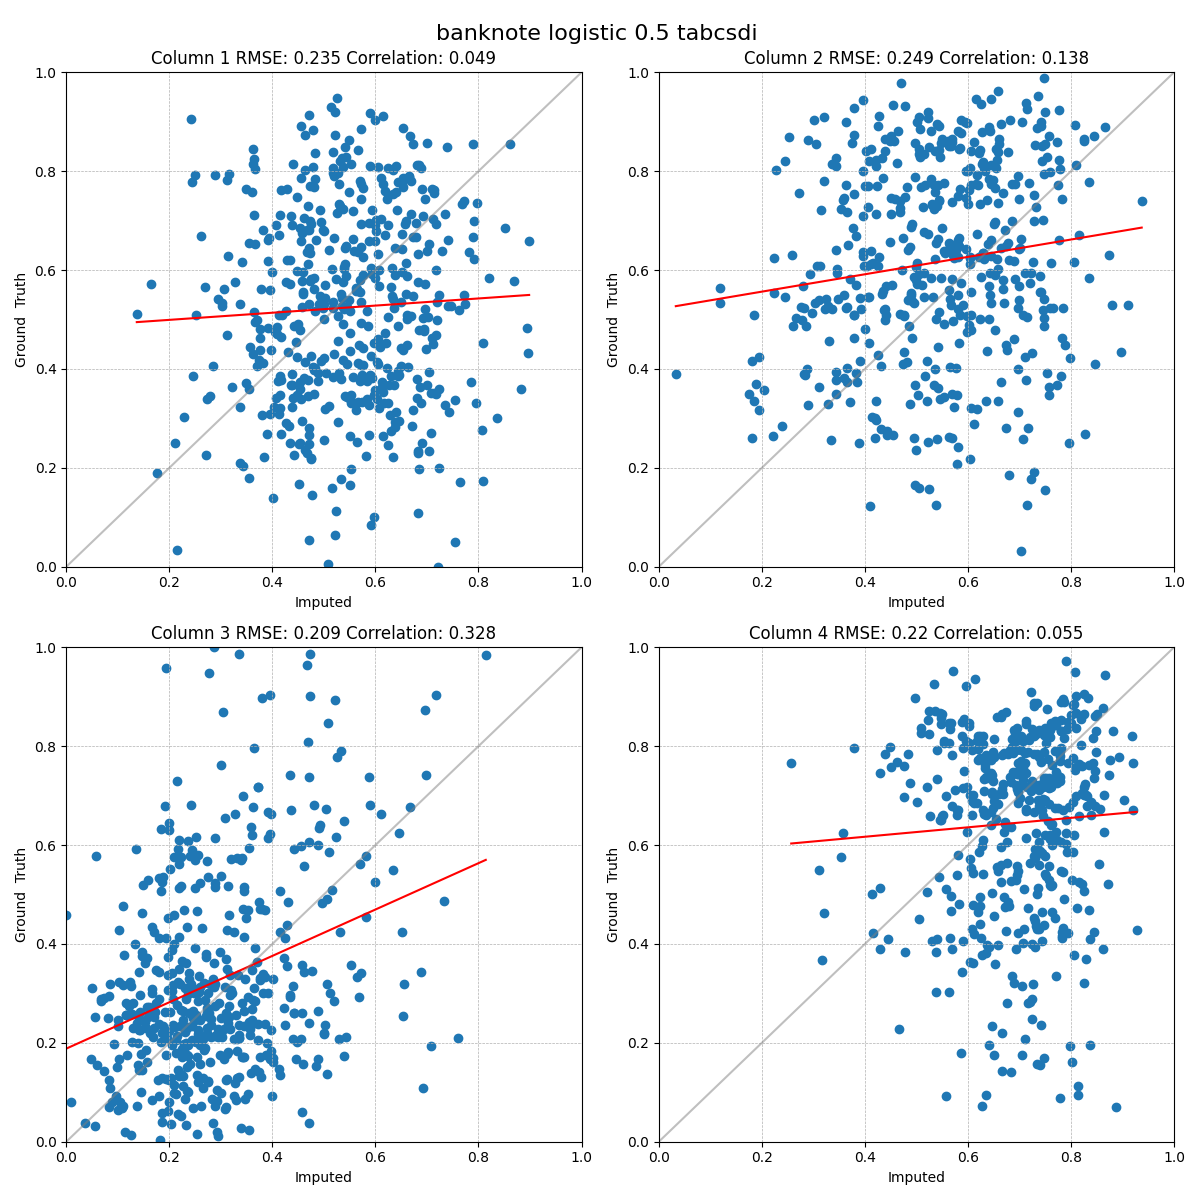 banknote logistic 0.5 tabcsdi
Column 1 RMSE: 0.235 Correlation: 0.049
Column 2 RMSE: 0.249 Correlation: 0.138
1.0
0.8
0.6
0.4
0.2
0.0
Ground Truth
0.0 0.2 0.4 0.6 0.8 1.0
Imputed
1.0
0.8
0.6
0.4
0.2
0.0
Ground Truth
0.0 0.2 0.4 0.6 0.8 1.0
Imputed
Column 3 RMSE: 0.209 Correlation: 0.328
Column 4 RMSE: 0.22 Correlation: 0.055
1.0
0.8
0.6
0.4
0.2
0.0
Ground Truth
0.0 0.2 0.4 0.6 0.8 1.0
Imputed
1.0
0.8
0.6
0.4
0.2
0.0
Ground Truth
0.0 0.2 0.4 0.6 0.8 1.0
Imputed